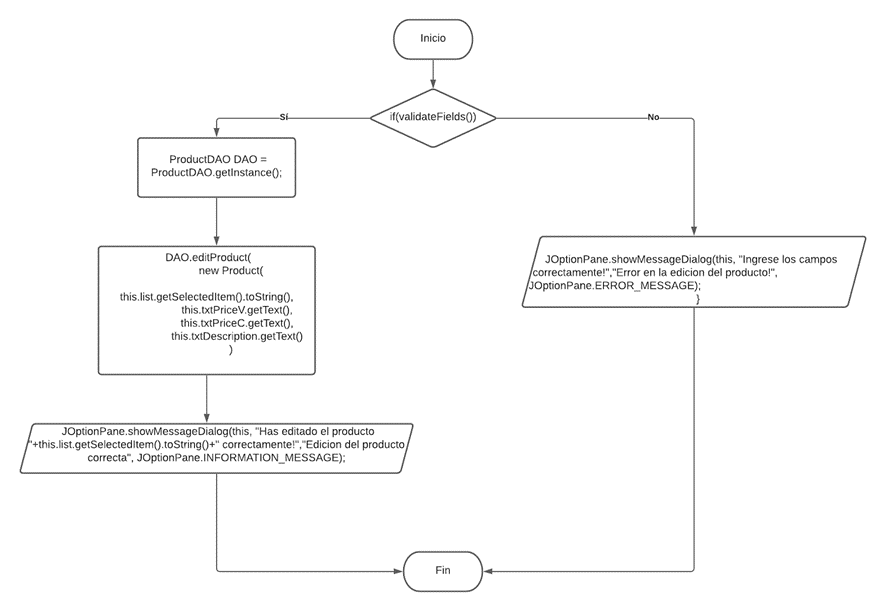 Inicio
if(validateFields())
Sí
No
ProductDAO DAO =
ProductDAO.getInstance();
DAO.editProduct(
new Product(
this.list.getSelectedItem().toString(),
this.txtPriceV.getText(),
this.txtPriceC.getText(),
this.txtDescription.getText()
)
JOptionPane.showMessageDialog(this, "Ingrese los campos
correctamente!","Error en la edicion del producto!",
JOptionPane.ERROR_MESSAGE);
}
JOptionPane.showMessageDialog(this, "Has editado el producto
"+this.list.getSelectedItem().toString()+" correctamente!","Edicion del producto
correcta", JOptionPane.INFORMATION_MESSAGE);
Fin